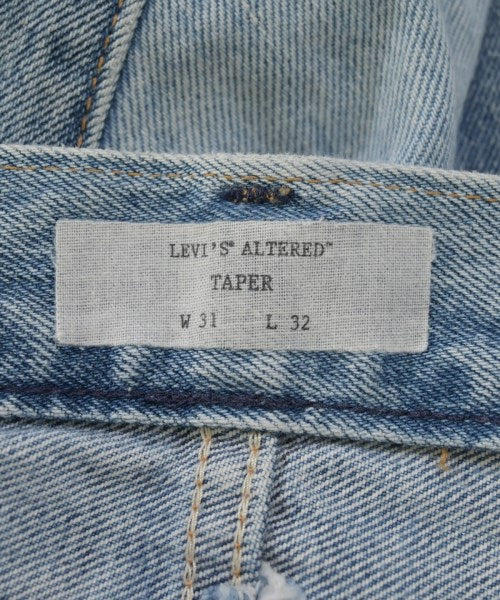 LEVI'S® ALTERED™
TAPER
W 31 L 32